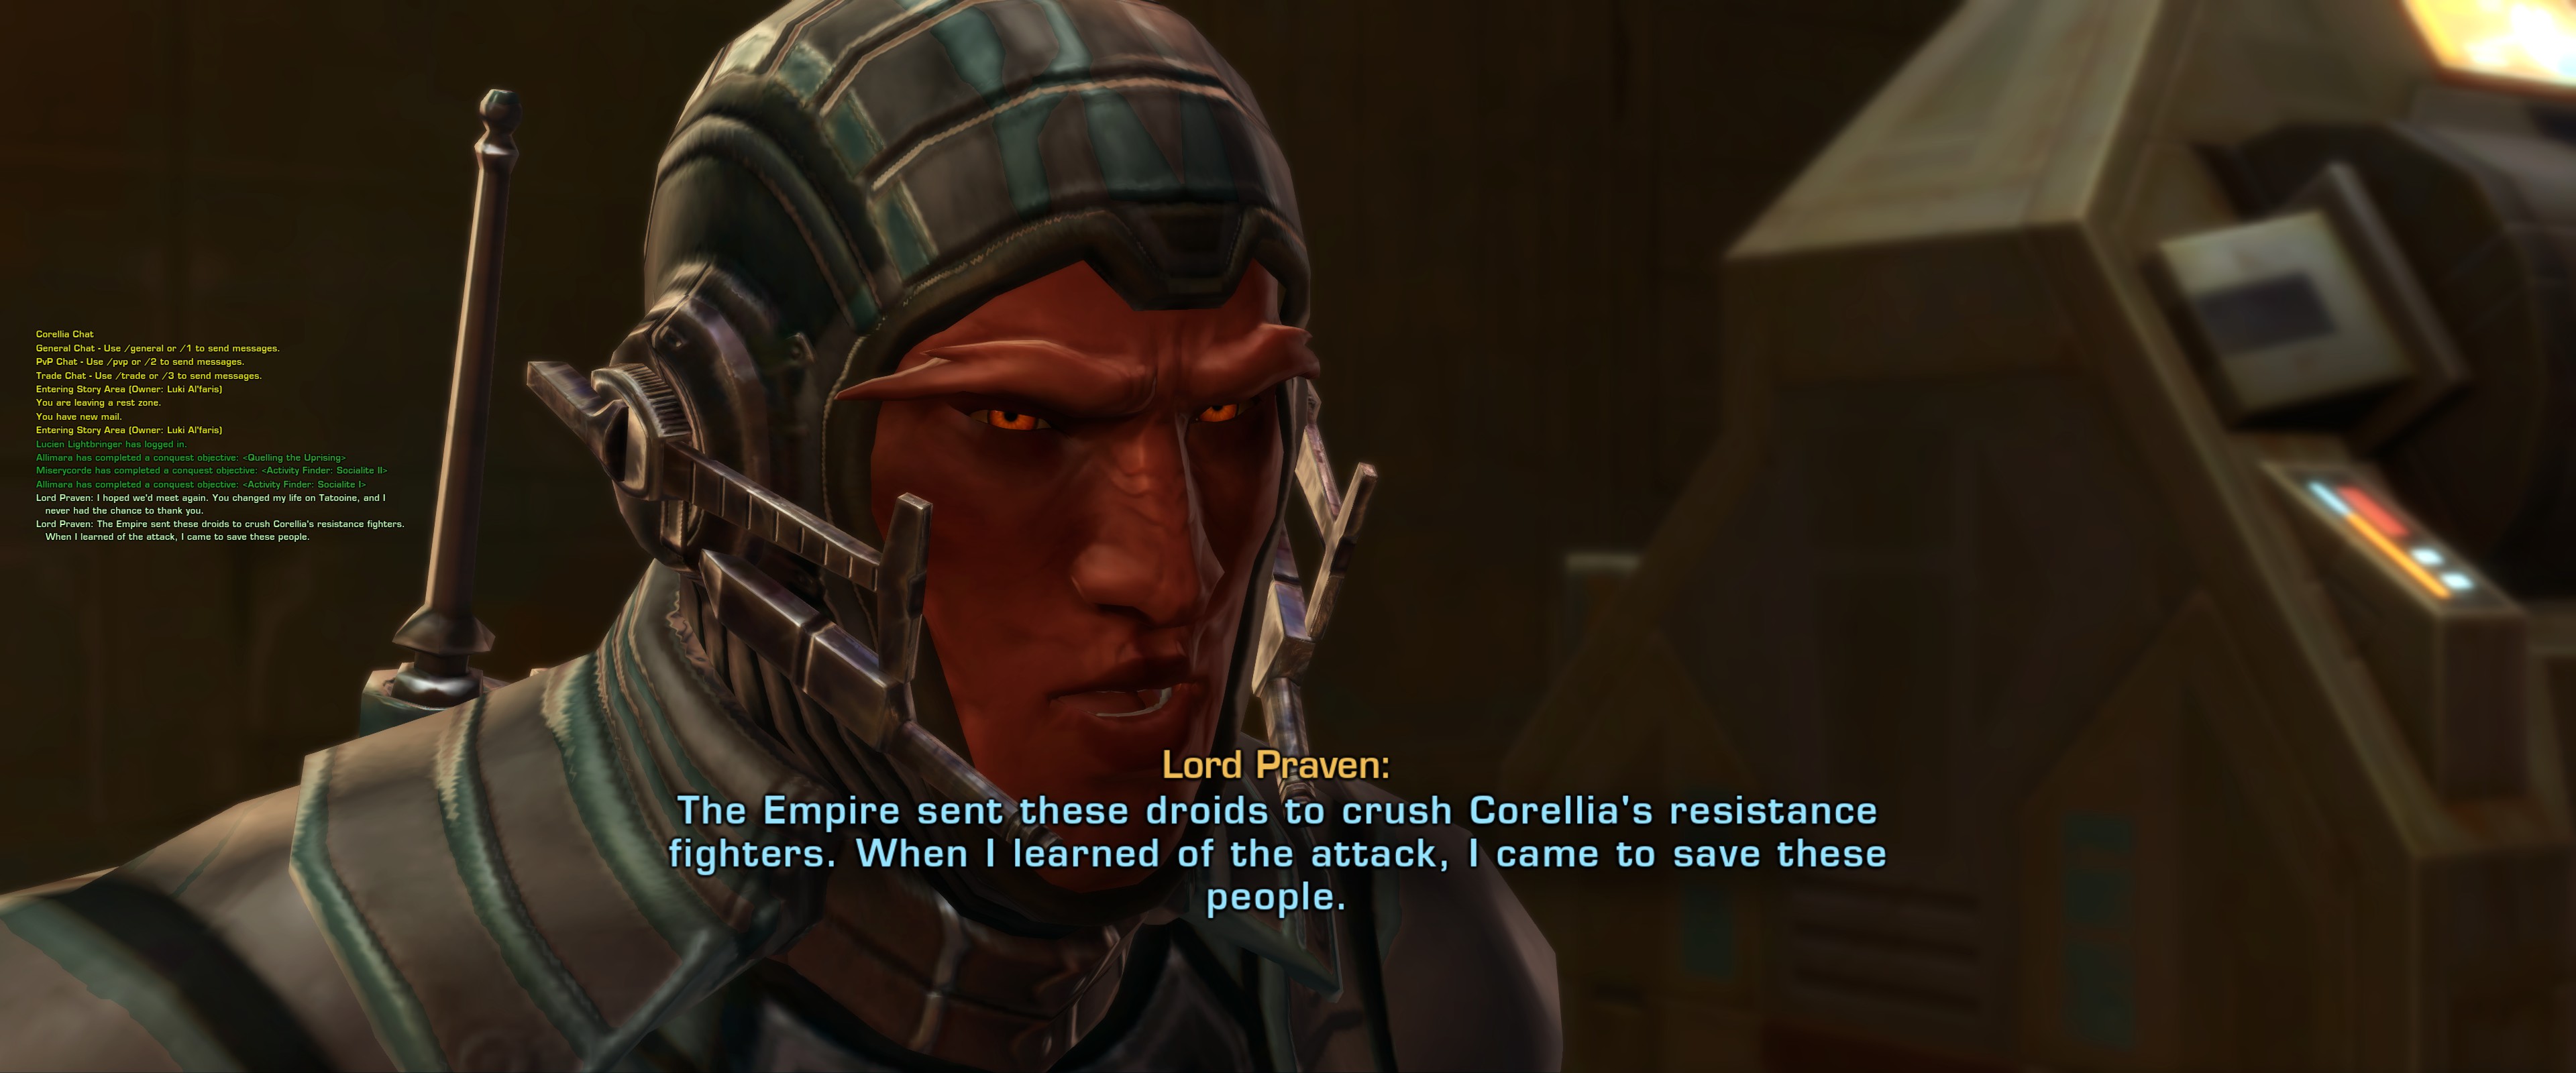 Corellia Chat
General Chat - Use /general or /1 to send messages.
PvP Chat - Use /pvp or /2 to send messages.
Trade Chat - Use /trade or /3 to send messages.
Entering Story Area (Owner: Luki Al'faris)
You are leaving a rest zone.
You have new mail.
Entering Story Area (Owner: Luki Al'faris)
Lucien Lightbringer has logged in.
Allimara has completed a conquest objective: <Quelling the Uprising>
Miserycorde has completed a conquest objective: <Activity Finder: Socialite II>
Allimara has completed a conquest objective: <Activity Finder: Socialite I>
Lord Praven: I hoped we'd meet again. You changed my life on Tatooine, and I
never had the chance to thank you.
Lord Praven: The Empire sent these droids to crush Corellia's resistance fighters.
When I learned of the attack, I came to save these people.
Lord Praven:
The Empire sent these droids to crush Corellia's resistance
fighters. When I learned of the attack, I came to save these
people.